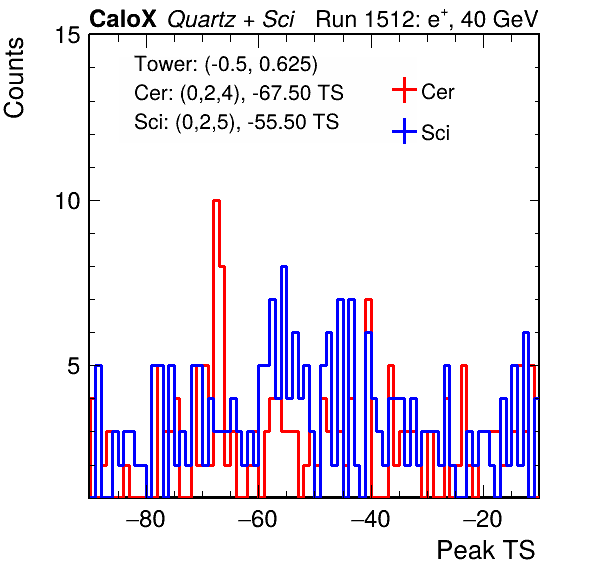 CaloX Quartz + Sci Run 1512: e⁺, 40 GeV
Counts
15
10
5
Tower: (-0.5, 0.625)
Cer: (0,2,4), -67.50 TS
Sci: (0,2,5), -55.50 TS
Cer
Sci
−80 −60 −40 −20
Peak TS